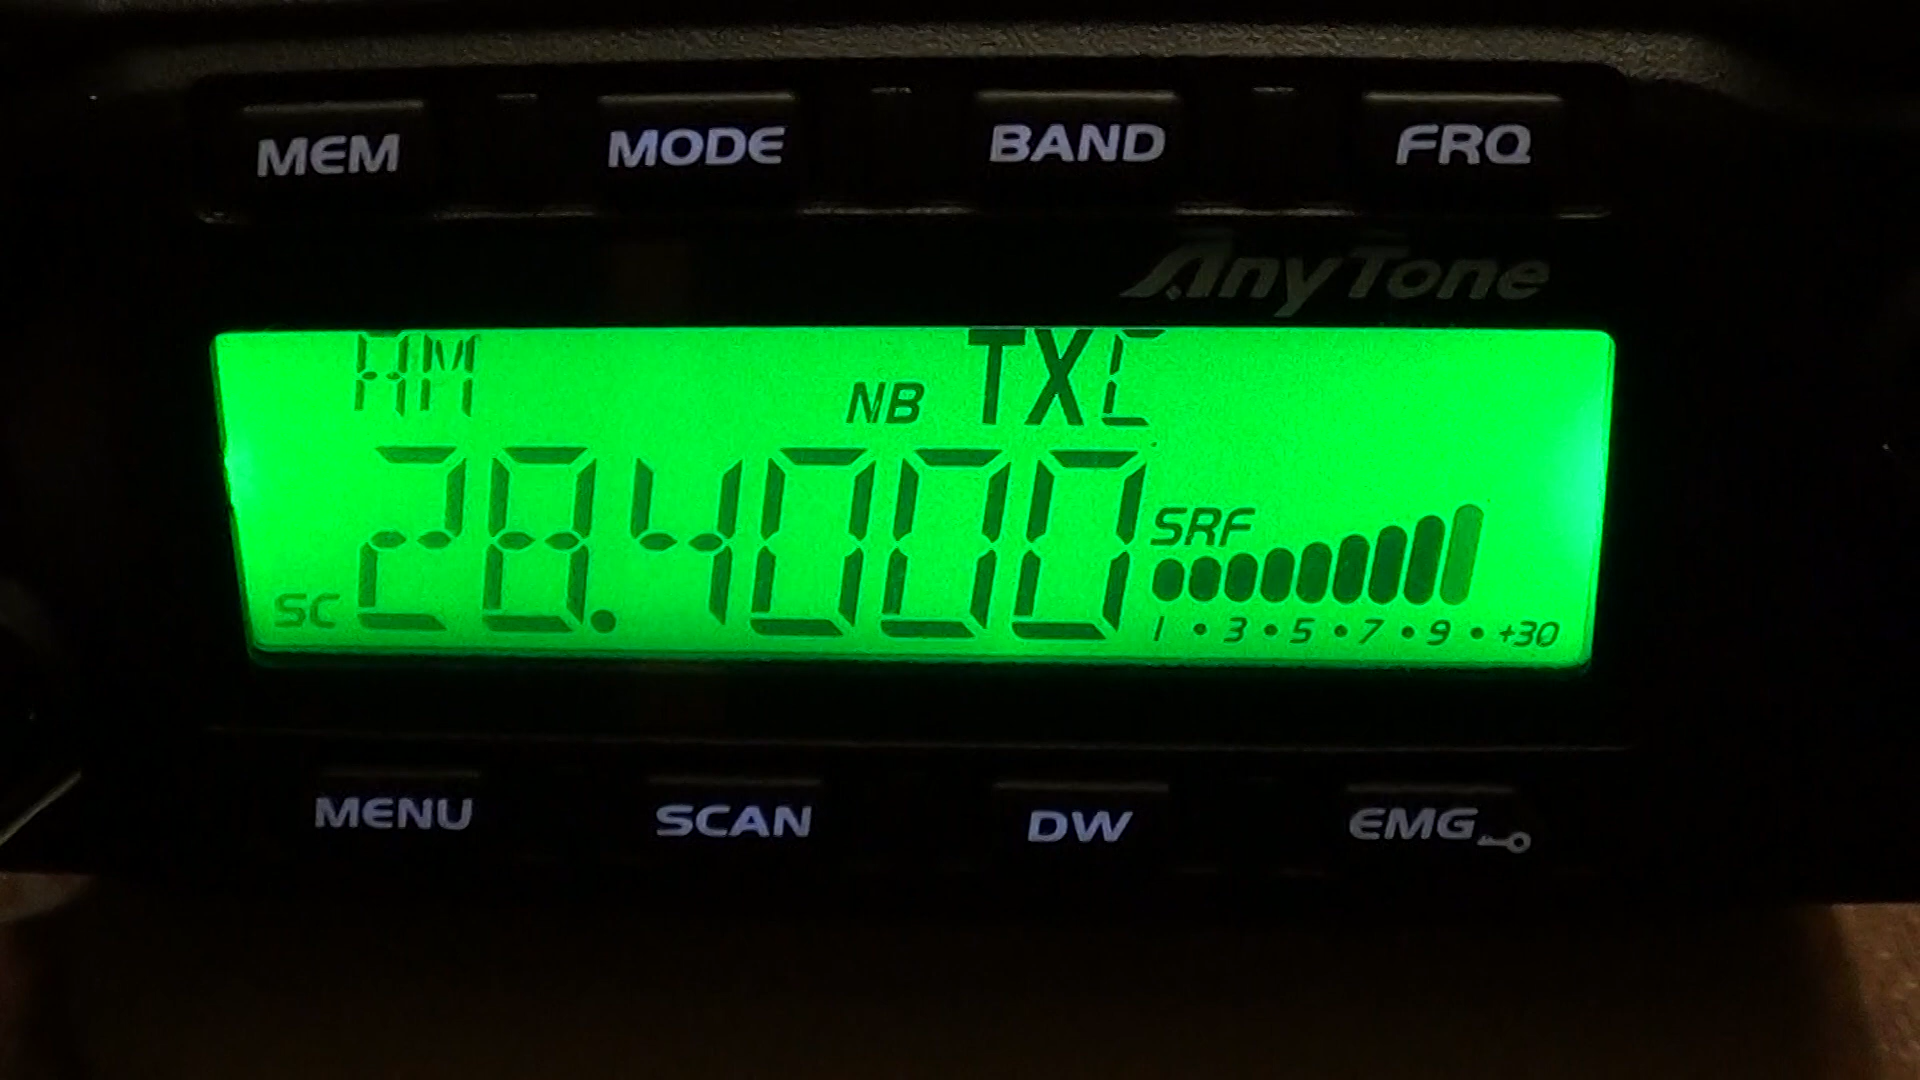 MEM MODE BAND FRQ
AnyTone
AM NB TX C
SC 28.4000 SRF
1 • 3 • 5 • 7 • 9 • +30
MENU SCAN DW EMG